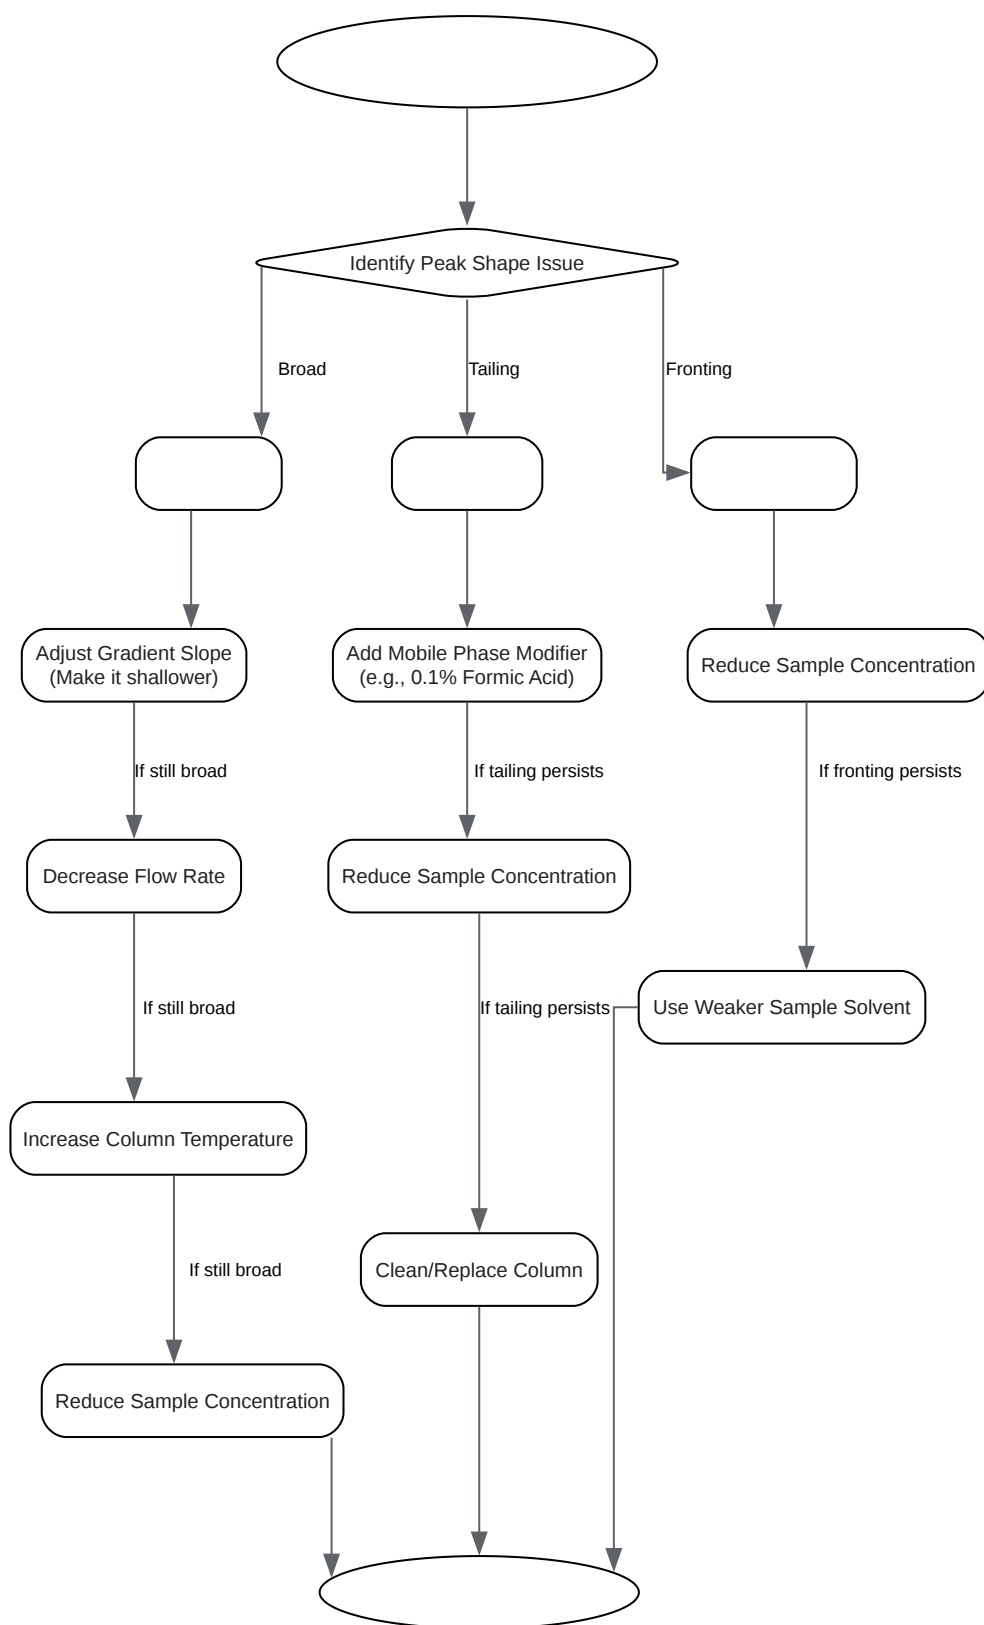 Identify Peak Shape Issue
Broad
Tailing
Fronting
Adjust Gradient Slope
(Make it shallower)
Add Mobile Phase Modifier
(e.g., 0.1% Formic Acid)
Reduce Sample Concentration
If still broad
If tailing persists
If fronting persists
Decrease Flow Rate
Reduce Sample Concentration
If still broad
If tailing persists
Use Weaker Sample Solvent
Increase Column Temperature
If still broad
Clean/Replace Column
Reduce Sample Concentration